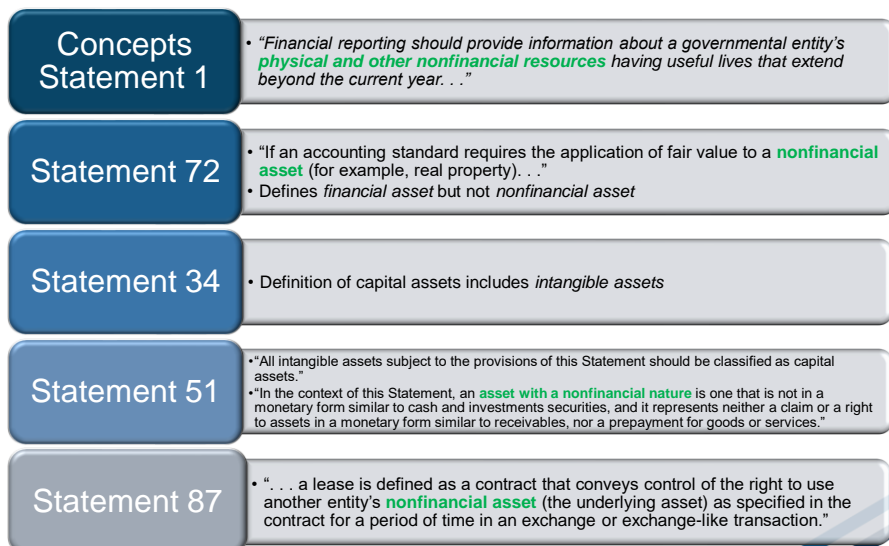 Concepts
Statement 1
• “Financial reporting should provide information about a governmental entity’s
physical and other nonfinancial resources having useful lives that extend
beyond the current year. . .”
Statement 72
• “If an accounting standard requires the application of fair value to a nonfinancial
asset (for example, real property). . .”
• Defines financial asset but not nonfinancial asset
Statement 34
• Definition of capital assets includes intangible assets
Statement 51
•“All intangible assets subject to the provisions of this Statement should be classified as capital
assets.”
•“In the context of this Statement, an asset with a nonfinancial nature is one that is not in a
monetary form similar to cash and investments securities, and it represents neither a claim or a right
to assets in a monetary form similar to receivables, nor a prepayment for goods or services.”
Statement 87
• “. . . a lease is defined as a contract that conveys control of the right to use
another entity’s nonfinancial asset (the underlying asset) as specified in the
contract for a period of time in an exchange or exchange-like transaction.”